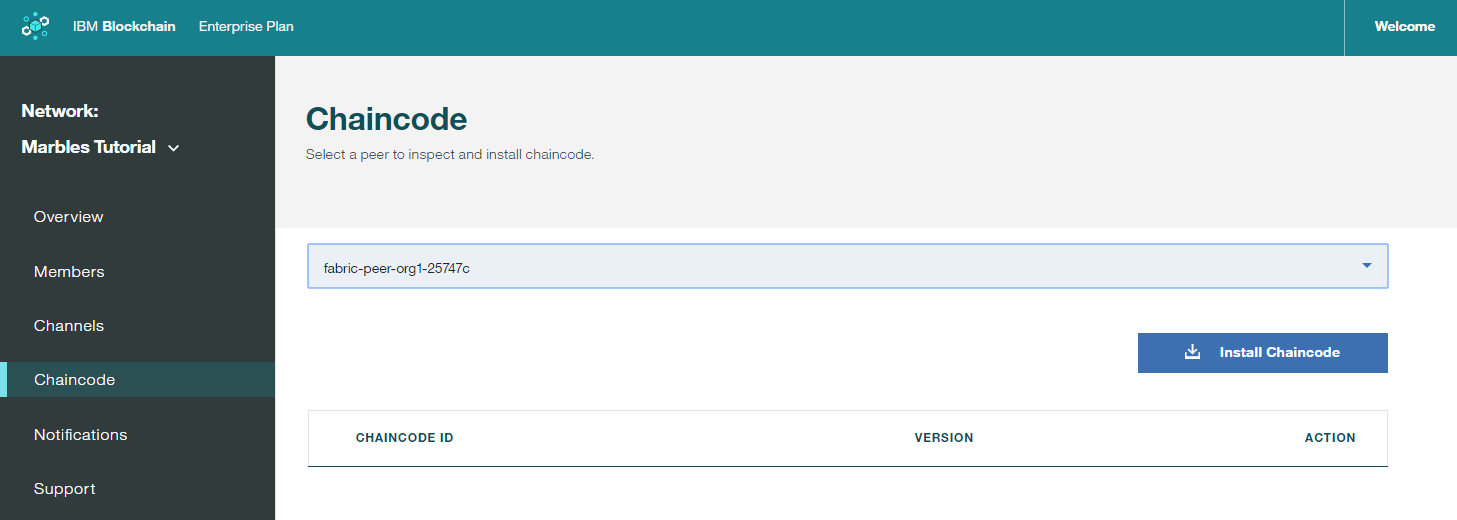 IBM Blockchain Enterprise Plan Welcome
Network:
Marbles Tutorial
Overview
Members
Channels
Chaincode
Notifications
Support
Chaincode
Select a peer to inspect and install chaincode.
fabric-peer-org1-25747c
Install Chaincode
CHAINCODE ID VERSION ACTION